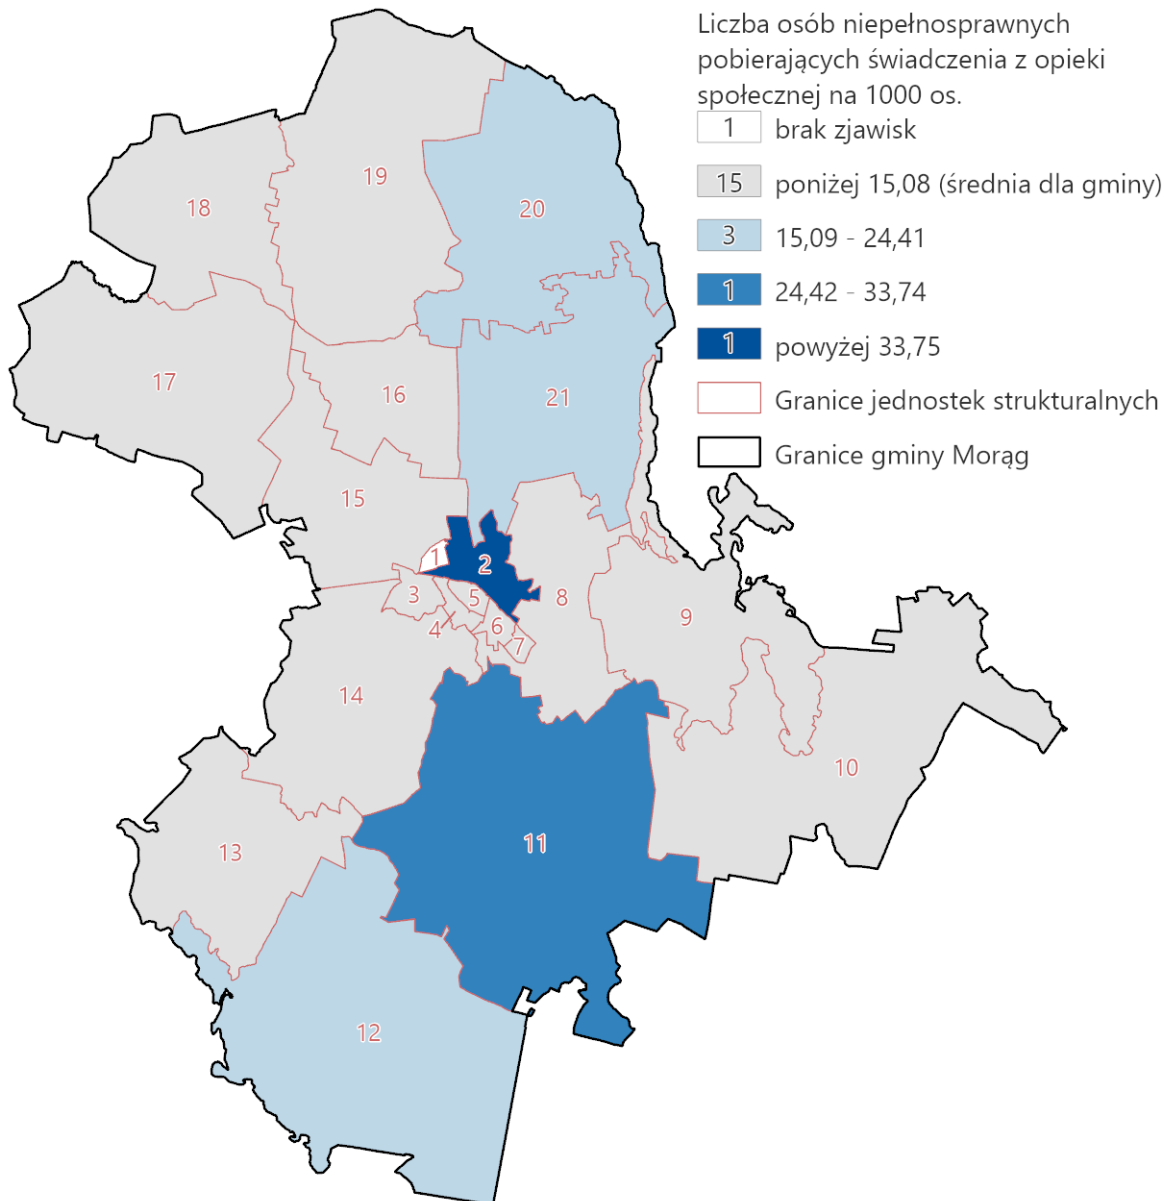 Liczba osób niepełnosprawnych
pobierających świadczenia z opieki
społecznej na 1000 os.
1 brak zjawisk
15 poniżej 15,08 (średnia dla gminy)
3 15,09 - 24,41
1 24,42 - 33,74
1 powyżej 33,75
Granice jednostek strukturalnych
Granice gminy Morąg
19
18
20
17
16
21
15
1
2
3
5
8
4
6
7
9
14
10
11
13
12